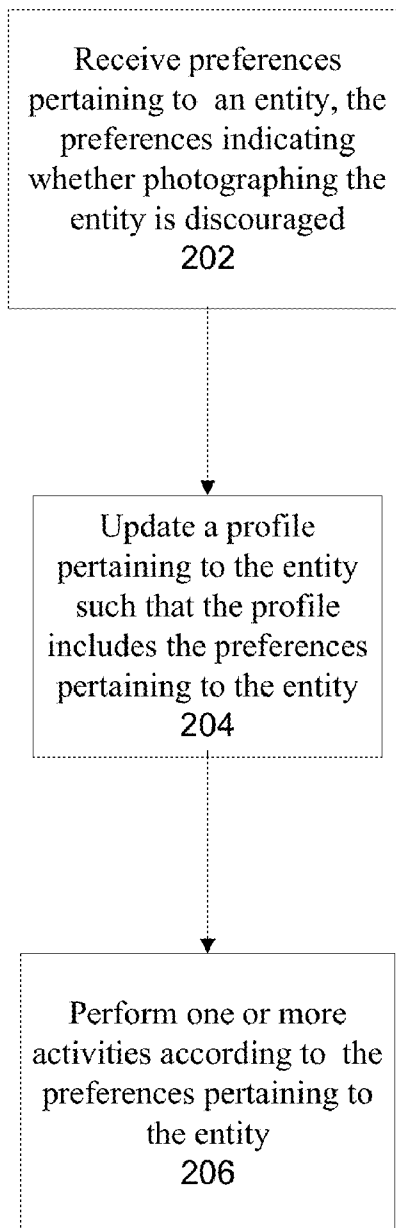 Receive preferences
pertaining to an entity, the
preferences indicating
whether photographing the
entity is discouraged
202
Update a profile
pertaining to the entity
such that the profile
includes the preferences
pertaining to the entity
204
Perform one or more
activities according to the
preferences pertaining to
the entity
206